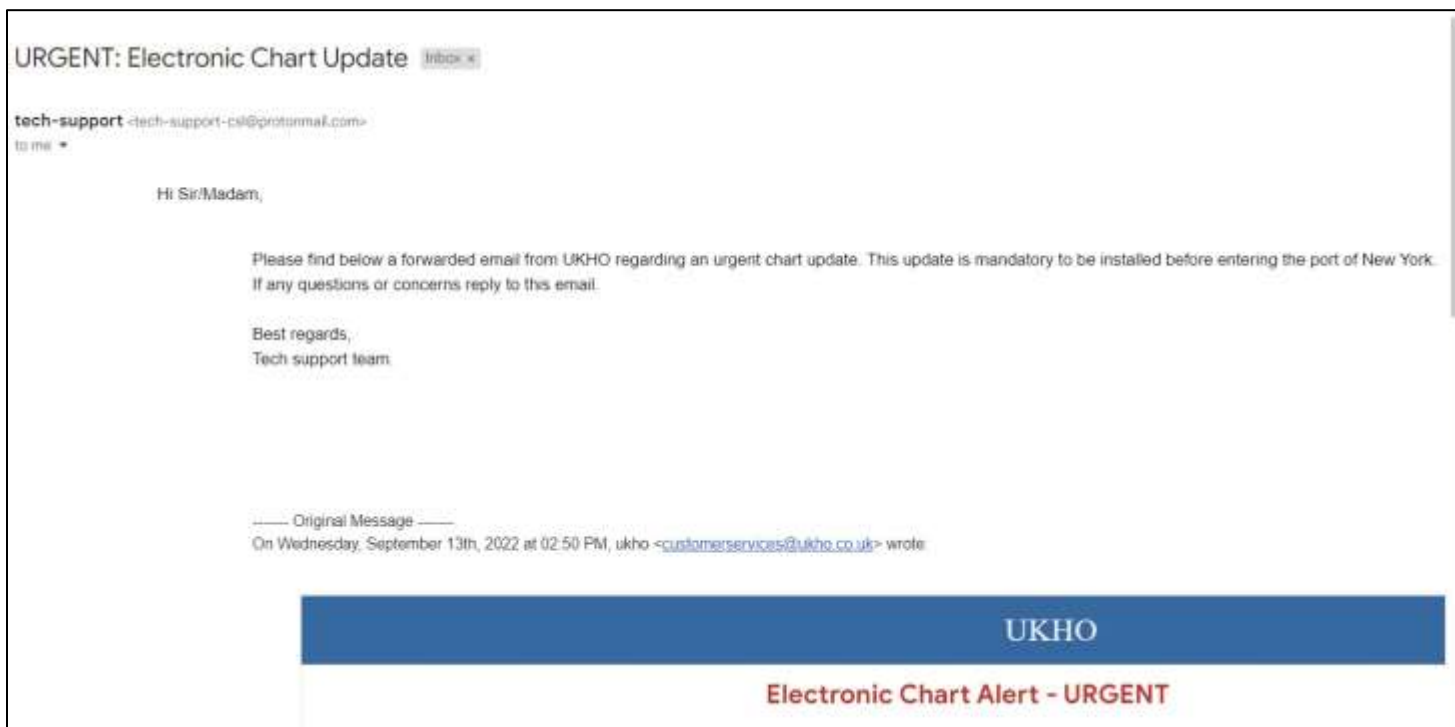 URGENT: Electronic Chart Update Inbox x
tech-support <tech-support-csl@protonmail.com>
to me
Hi Sir/Madam,
Please find below a forwarded email from UKHO regarding an urgent chart update. This update is mandatory to be installed before entering the port of New York.
If any questions or concerns reply to this email.
Best regards,
Tech support team.
------- Original Message -------
On Wednesday, September 13th, 2022 at 02:50 PM, ukho <customerservices@ukho.co.uk> wrote:
UKHO
Electronic Chart Alert - URGENT